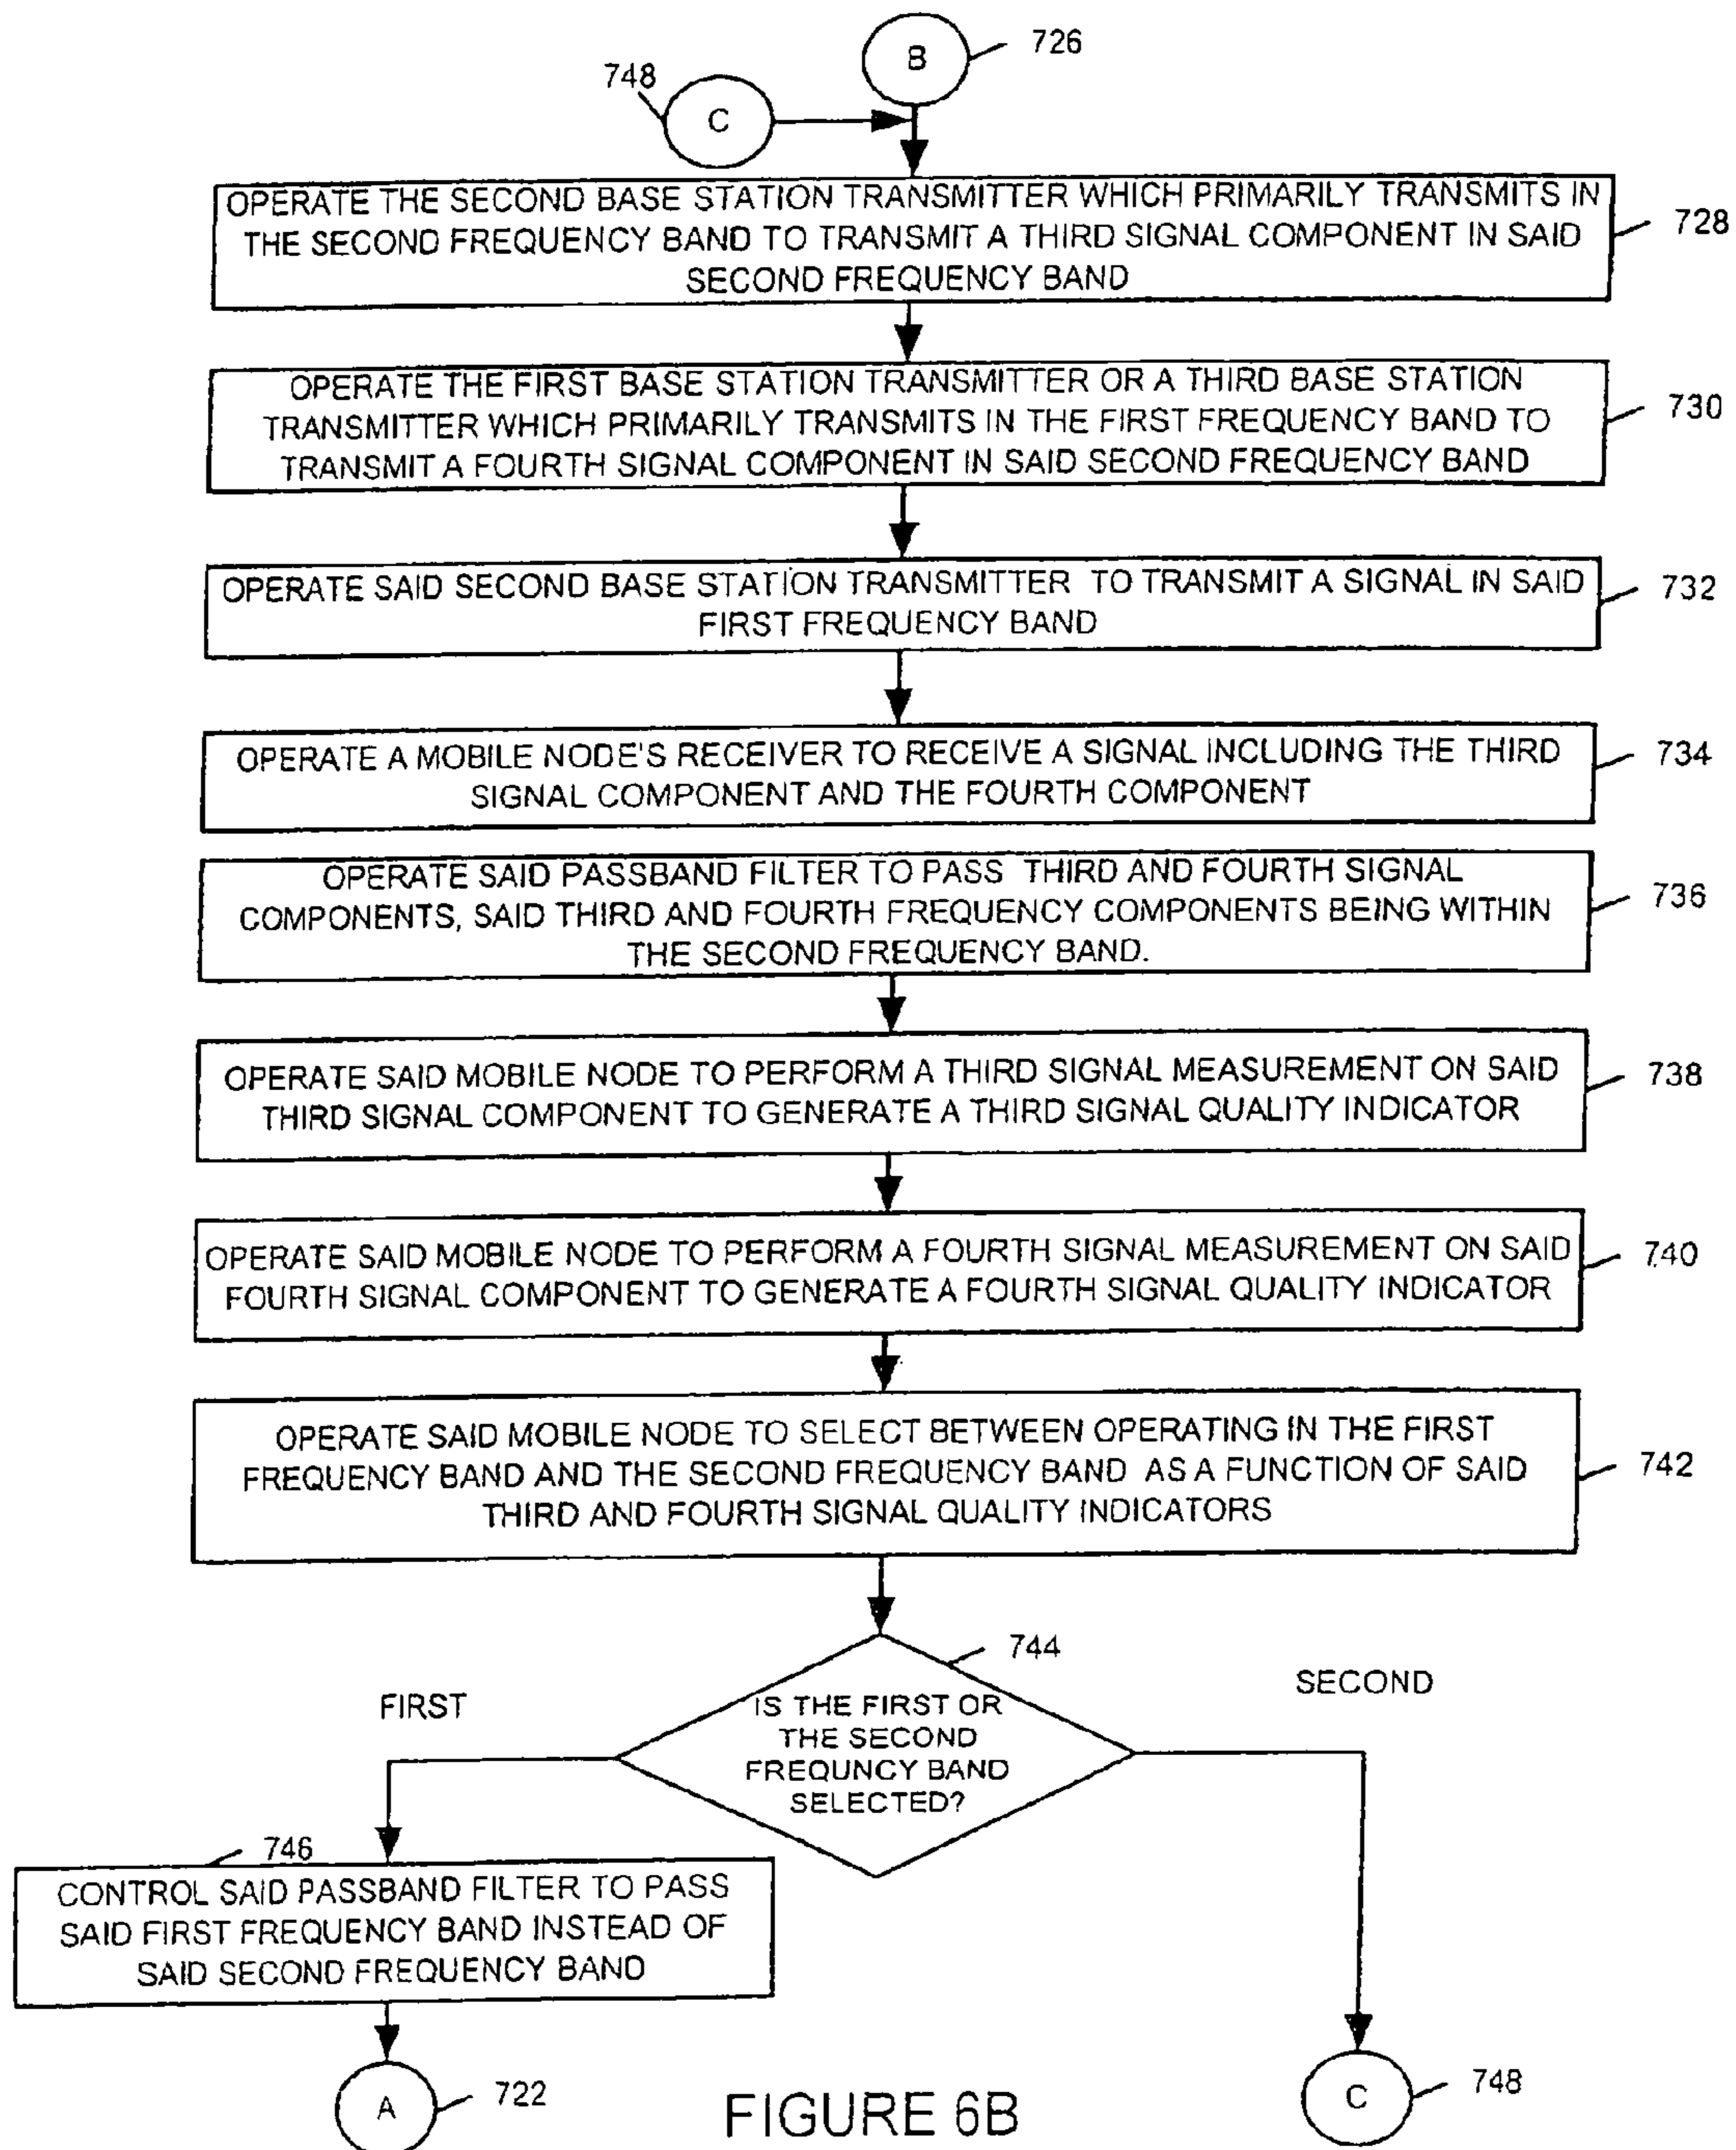 B
726
748
C
OPERATE THE SECOND BASE STATION TRANSMITTER WHICH PRIMARILY TRANSMITS IN
THE SECOND FREQUENCY BAND TO TRANSMIT A THIRD SIGNAL COMPONENT IN SAID
SECOND FREQUENCY BAND
728
OPERATE THE FIRST BASE STATION TRANSMITTER OR A THIRD BASE STATION
TRANSMITTER WHICH PRIMARILY TRANSMITS IN THE FIRST FREQUENCY BAND TO
TRANSMIT A FOURTH SIGNAL COMPONENT IN SAID SECOND FREQUENCY BAND
730
OPERATE SAID SECOND BASE STATION TRANSMITTER TO TRANSMIT A SIGNAL IN SAID
FIRST FREQUENCY BAND
732
OPERATE A MOBILE NODE'S RECEIVER TO RECEIVE A SIGNAL INCLUDING THE THIRD
SIGNAL COMPONENT AND THE FOURTH COMPONENT
734
OPERATE SAID PASSBAND FILTER TO PASS THIRD AND FOURTH SIGNAL
COMPONENTS, SAID THIRD AND FOURTH FREQUENCY COMPONENTS BEING WITHIN
THE SECOND FREQUENCY BAND.
736
OPERATE SAID MOBILE NODE TO PERFORM A THIRD SIGNAL MEASUREMENT ON SAID
THIRD SIGNAL COMPONENT TO GENERATE A THIRD SIGNAL QUALITY INDICATOR
738
OPERATE SAID MOBILE NODE TO PERFORM A FOURTH SIGNAL MEASUREMENT ON SAID
FOURTH SIGNAL COMPONENT TO GENERATE A FOURTH SIGNAL QUALITY INDICATOR
740
OPERATE SAID MOBILE NODE TO SELECT BETWEEN OPERATING IN THE FIRST
FREQUENCY BAND AND THE SECOND FREQUENCY BAND AS A FUNCTION OF SAID
THIRD AND FOURTH SIGNAL QUALITY INDICATORS
742
744
FIRST
SECOND
IS THE FIRST OR
THE SECOND
FREQUNCY BAND
SELECTED?
746
CONTROL SAID PASSBAND FILTER TO PASS
SAID FIRST FREQUENCY BAND INSTEAD OF
SAID SECOND FREQUENCY BAND
A
722
C
748
FIGURE 6B